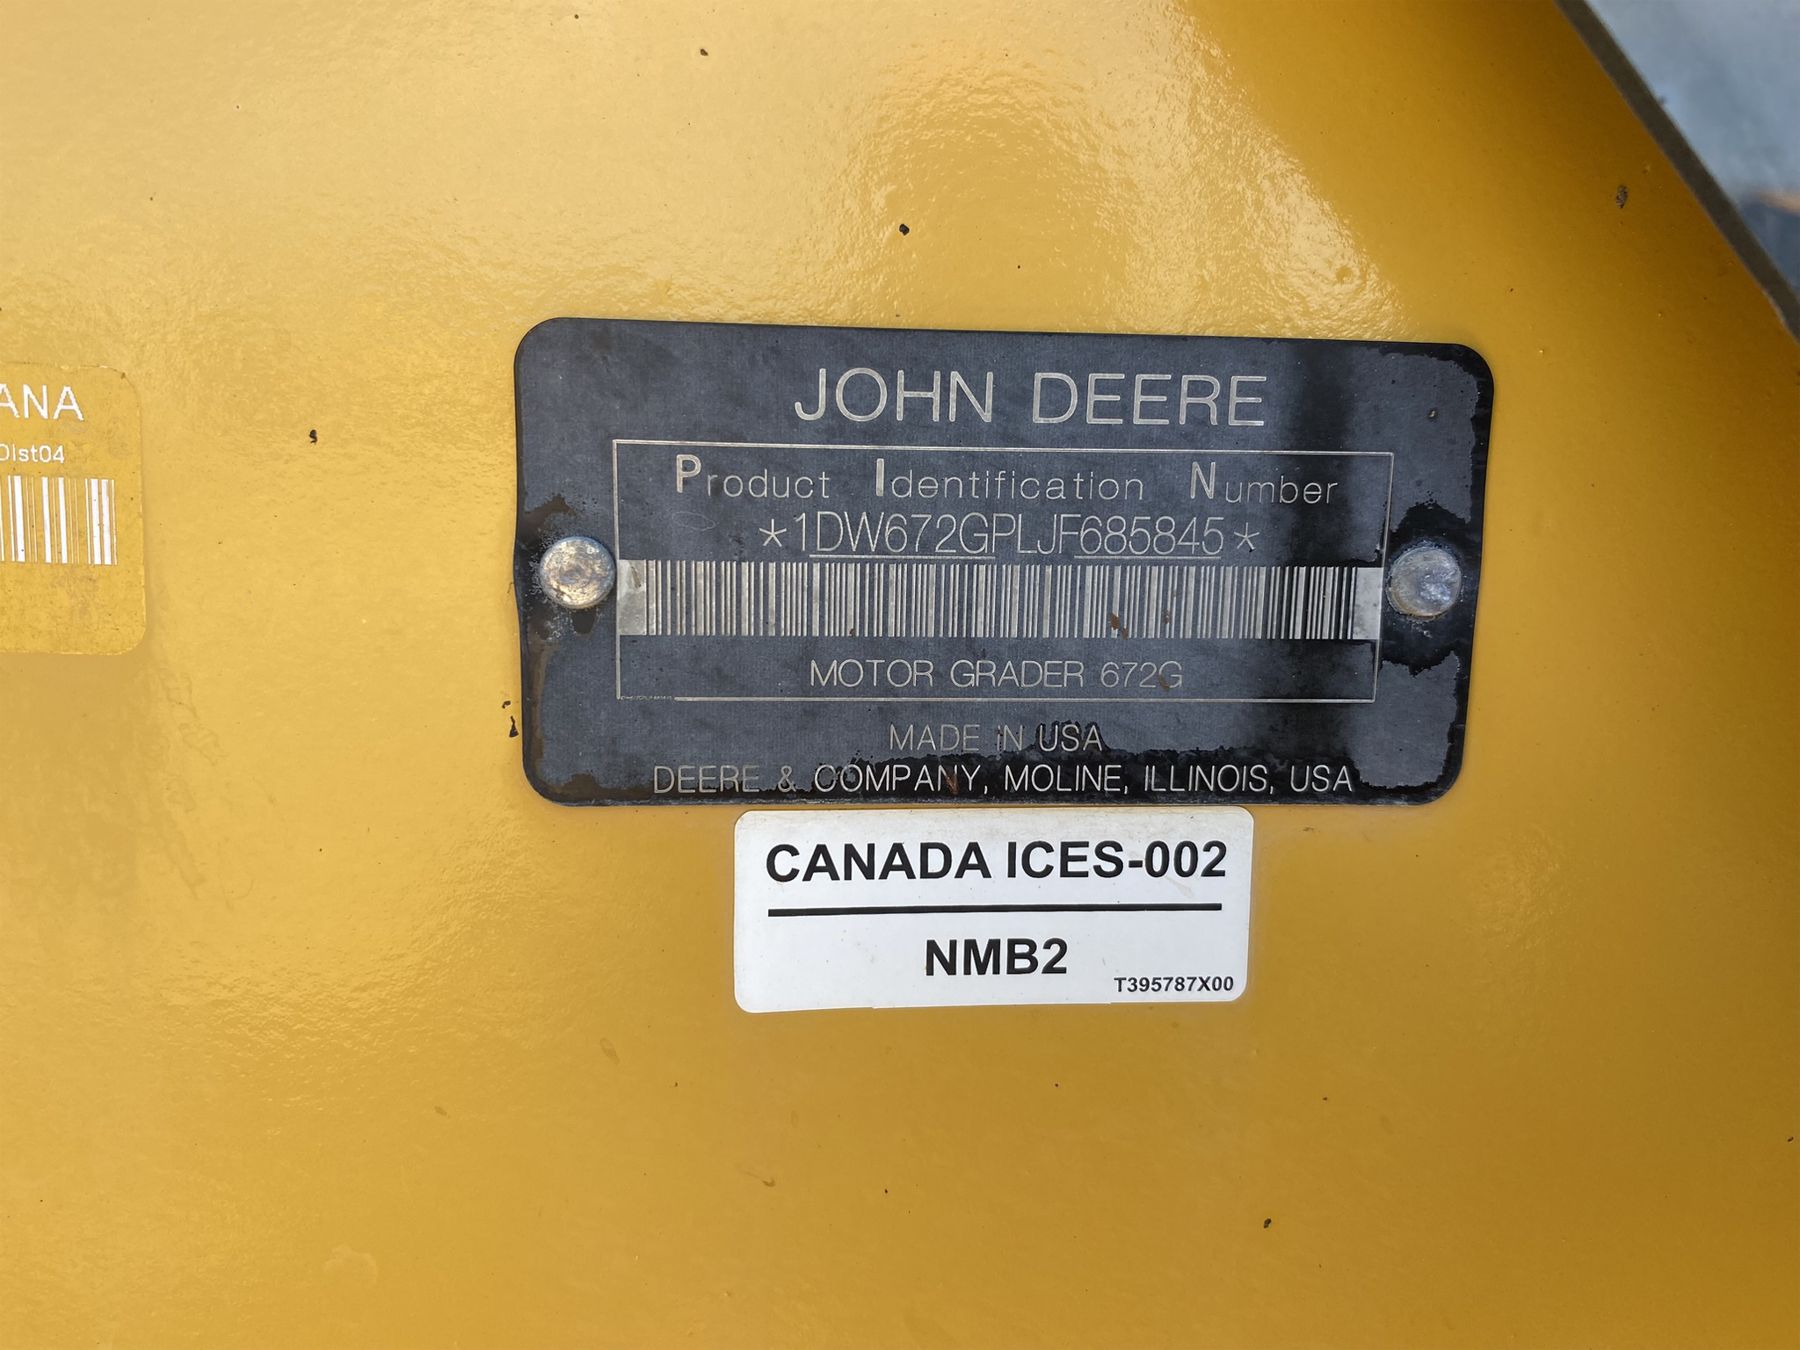 JOHN DEERE
Product Identification Number
*1DW672GPLJF685845*
MOTOR GRADER 672G
MADE IN USA
DEERE & COMPANY, MOLINE, ILLINOIS, USA
CANADA ICES-002
NMB2
T395787X00
ANA
Olst04